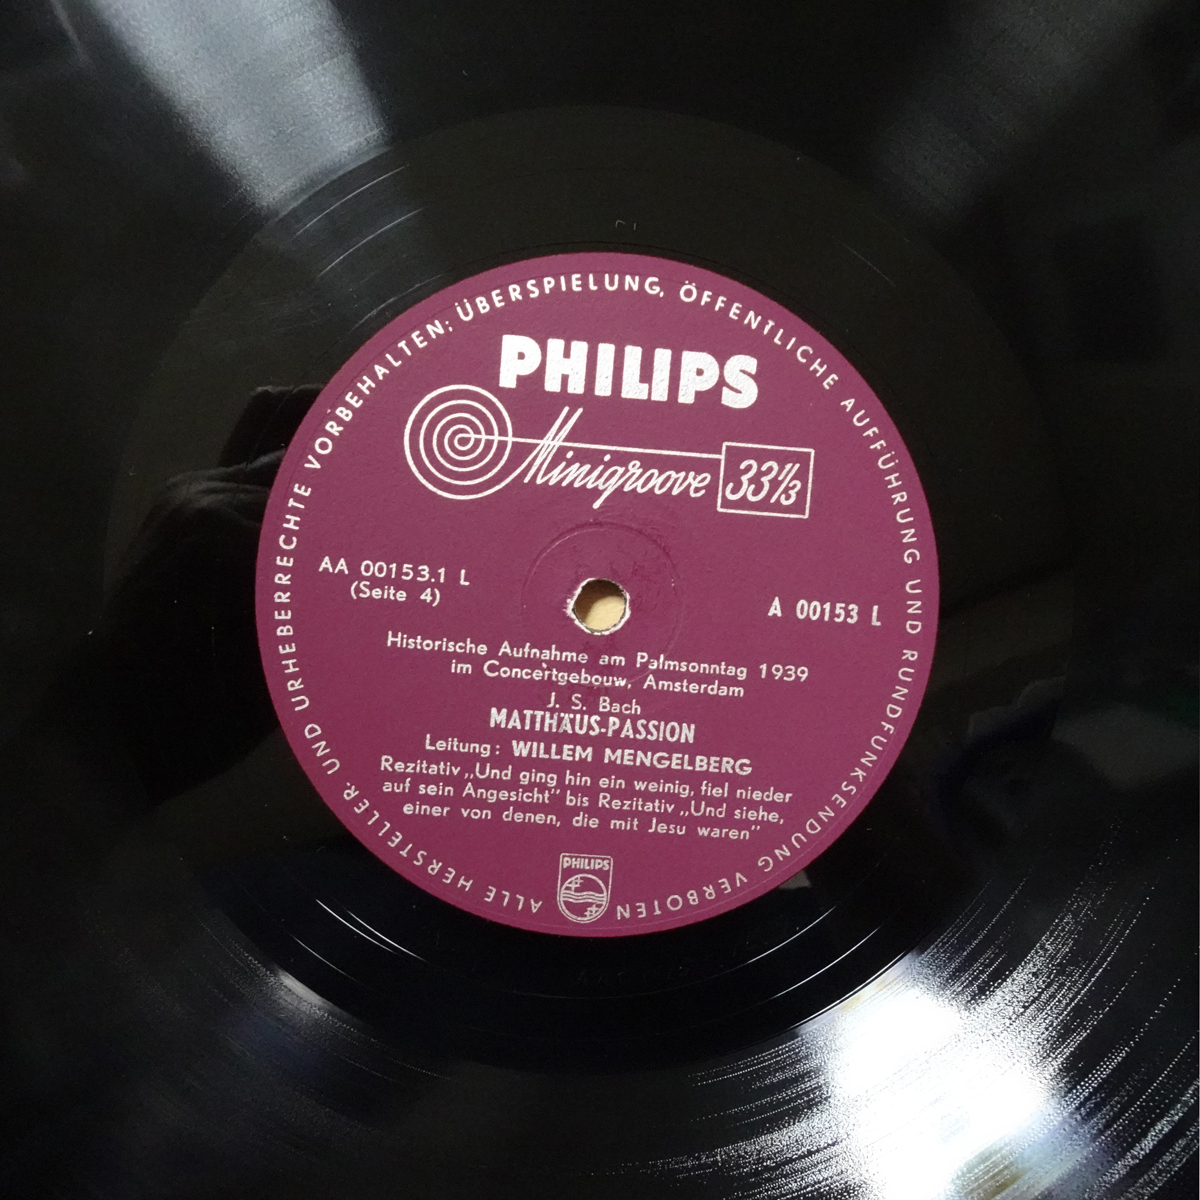 ALLE HERSTELLER- UND URHEBERRECHTE VORBEHALTEN; ÜBERSPIELUNG, ÖFFENTLICHE AUFFÜHRUNG UND RUNDFUNKSENDUNG VERBOTEN
PHILIPS
Minigroove 33⅓
AA 00153.1 L
(Seite 4)
A 00153 L
Historische Aufnahme am Palmsonntag 1939
im Concertgebouw, Amsterdam
J. S. Bach
MATTHÄUS-PASSION
Leitung: WILLEM MENGELBERG
Rezitativ „Und ging hin ein weinig, fiel nieder
auf sein Angesicht" bis Rezitativ „Und siehe,
einer von denen, die mit Jesu waren"
PHILIPS